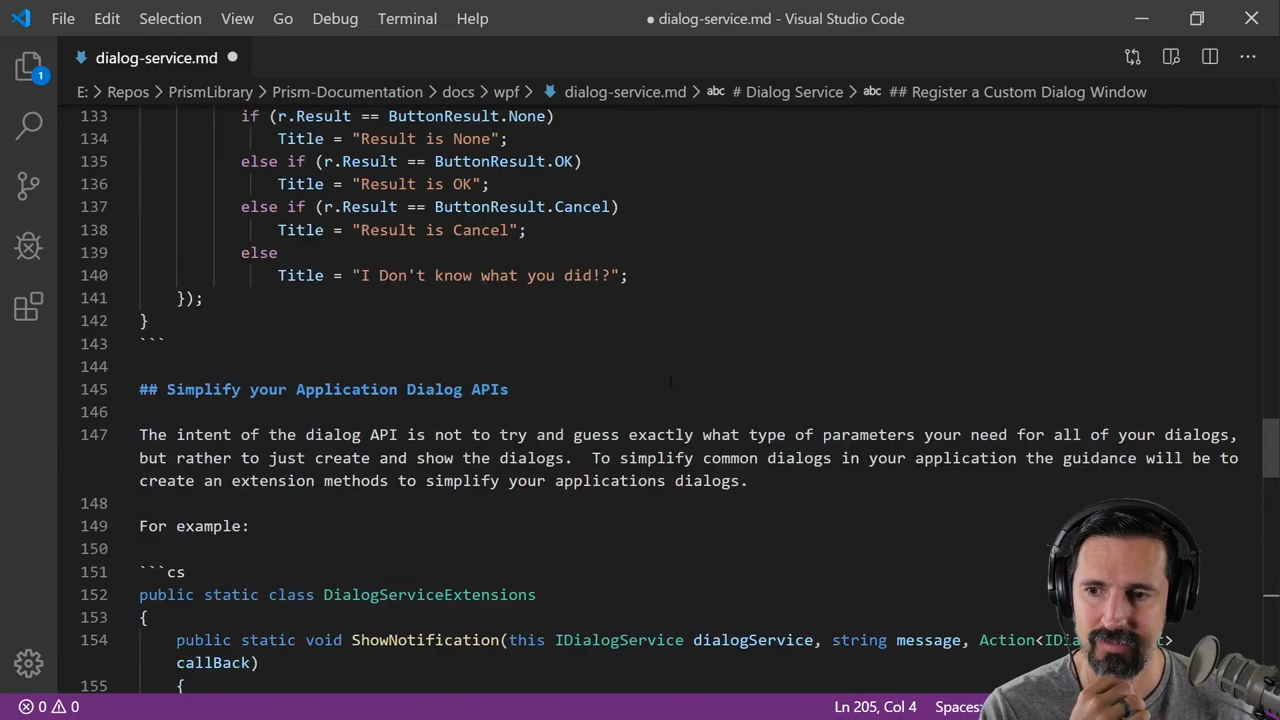 File Edit Selection View Go Debug Terminal Help ● dialog-service.md - Visual Studio Code
dialog-service.md ●
E: > Repos > PrismLibrary > Prism-Documentation > docs > wpf > dialog-service.md > # Dialog Service > ## Register a Custom Dialog Window
1
133 if (r.Result == ButtonResult.None)
134 Title = "Result is None";
135 else if (r.Result == ButtonResult.OK)
136 Title = "Result is OK";
137 else if (r.Result == ButtonResult.Cancel)
138 Title = "Result is Cancel";
139 else
140 Title = "I Don't know what you did!?";
141 });
142 }
143 ```
144
145 ## Simplify your Application Dialog APIs
146
147 The intent of the dialog API is not to try and guess exactly what type of parameters your need for all of your dialogs,
but rather to just create and show the dialogs.  To simplify common dialogs in your application the guidance will be to
create an extension methods to simplify your applications dialogs.
148
149 For example:
150
151 ```cs
152 public static class DialogServiceExtensions
153 {
154 public static void ShowNotification(this IDialogService dialogService, string message, Action<
callBack)
155 {
0 0 Ln 205, Col 4 Spaces: